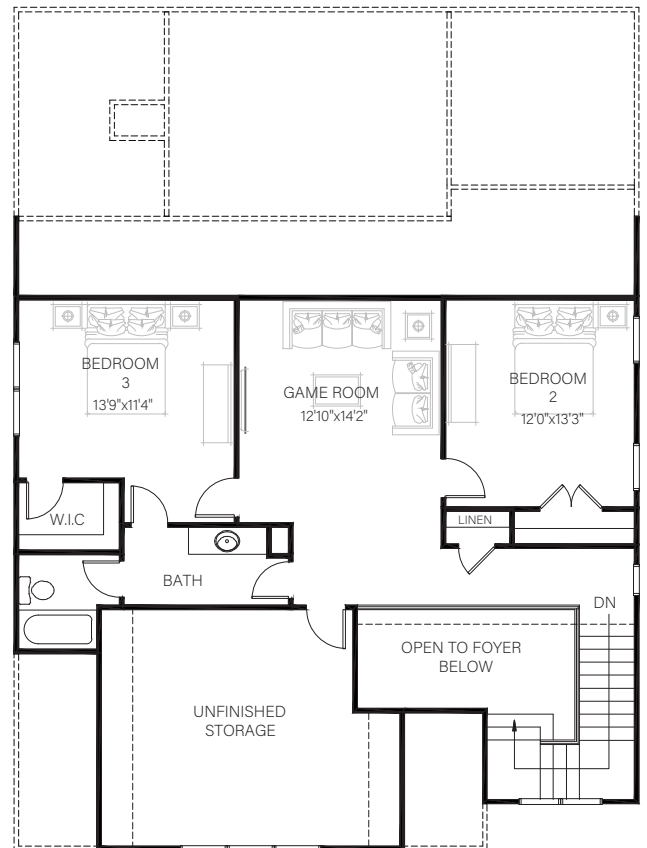 BEDROOM
3
13'9"x11'4"
GAME ROOM
12'10"x14'2"
BEDROOM
2
12'0"x13'3"
W.I.C
LINEN
BATH
DN
OPEN TO FOYER
BELOW
UNFINISHED
STORAGE